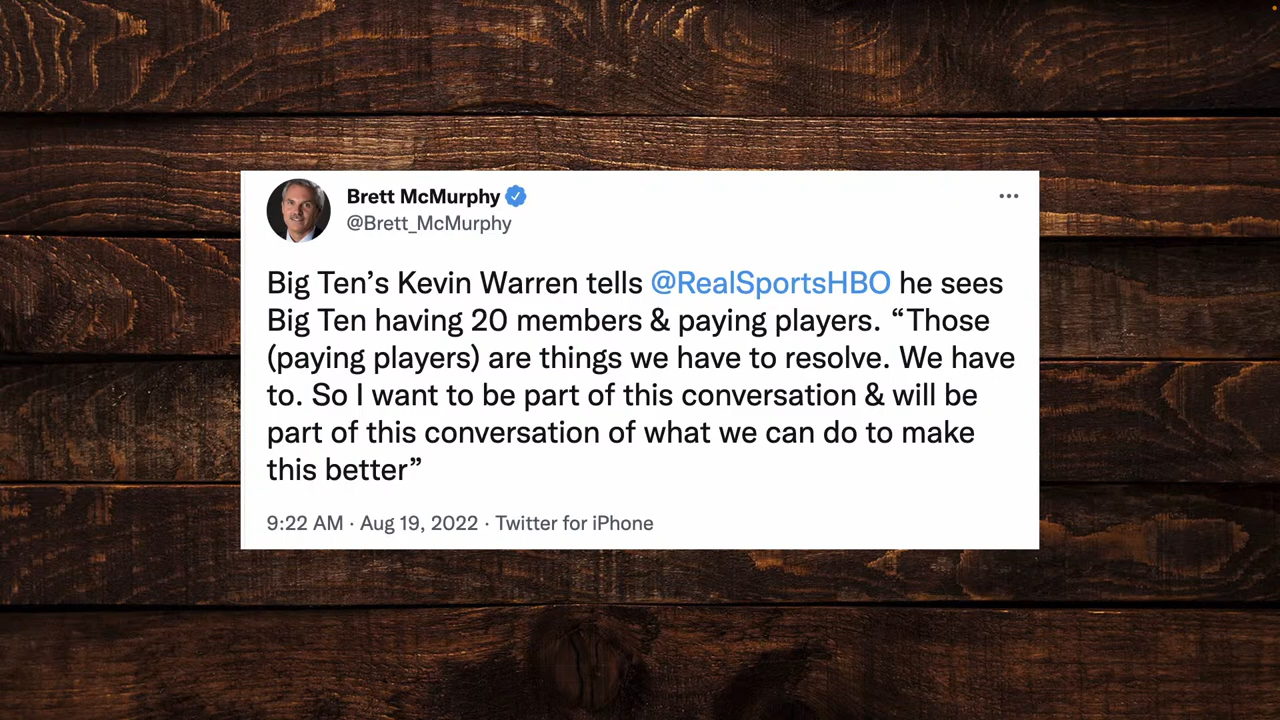 Brett McMurphy
@Brett_McMurphy
Big Ten’s Kevin Warren tells @RealSportsHBO he sees
Big Ten having 20 members & paying players. “Those
(paying players) are things we have to resolve. We have
to. So I want to be part of this conversation & will be
part of this conversation of what we can do to make
this better”
9:22 AM · Aug 19, 2022 · Twitter for iPhone